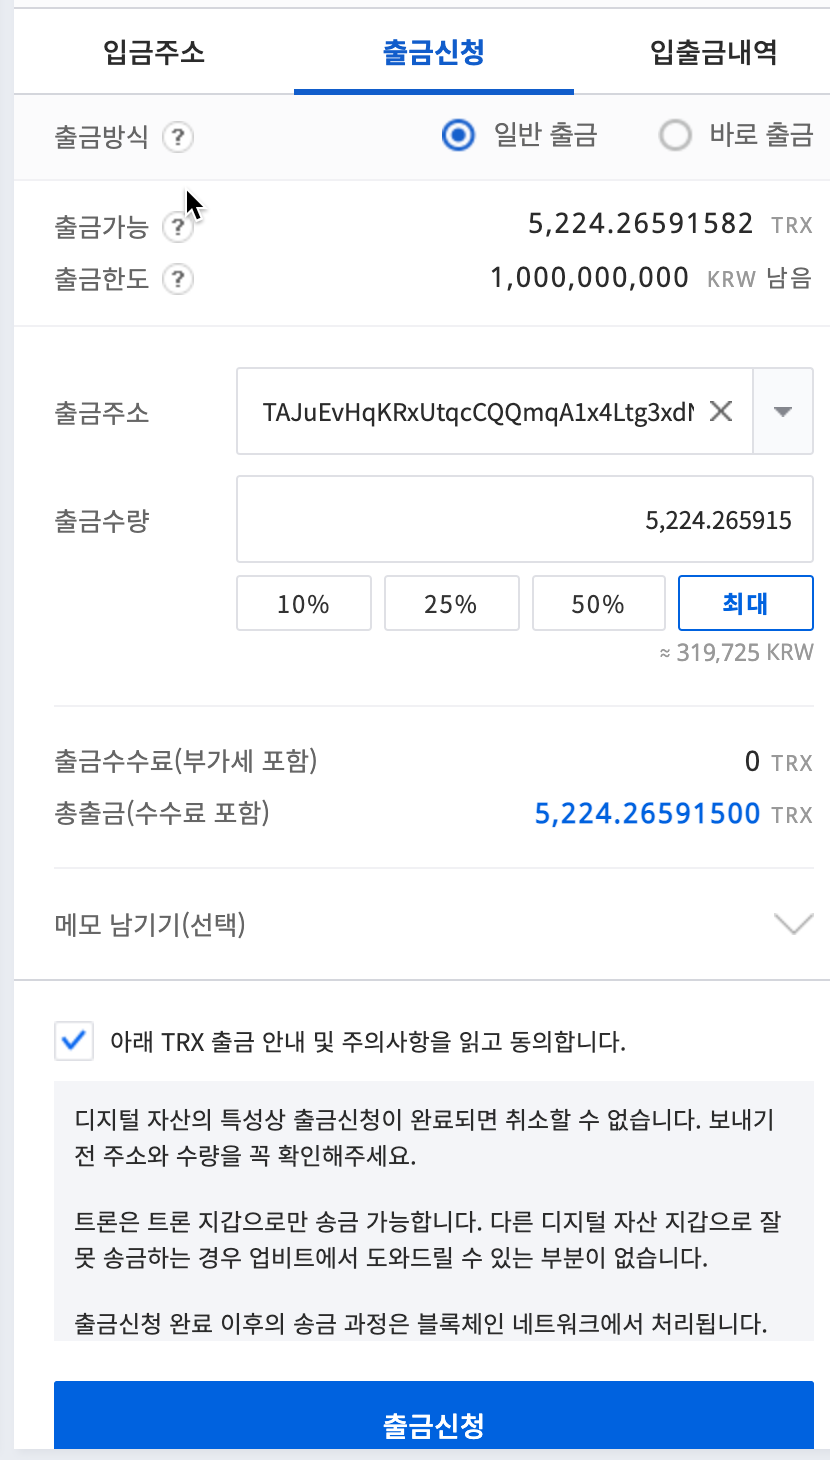 입금주소 출금신청 입출금내역
출금방식 ? 일반 출금 바로 출금
출금가능 ? 5,224.26591582 TRX
출금한도 ? 1,000,000,000 KRW 남음
출금주소 TAJuEvHqKRxUtqcCQQmqA1x4Ltg3xdN
출금수량 5,224.265915
10% 25% 50% 최대
≈ 319,725 KRW
출금수수료(부가세 포함) 0 TRX
총출금(수수료 포함) 5,224.26591500 TRX
메모 남기기(선택)
아래 TRX 출금 안내 및 주의사항을 읽고 동의합니다.
디지털 자산의 특성상 출금신청이 완료되면 취소할 수 없습니다. 보내기
전 주소와 수량을 꼭 확인해주세요.
트론은 트론 지갑으로만 송금 가능합니다. 다른 디지털 자산 지갑으로 잘
못 송금하는 경우 업비트에서 도와드릴 수 있는 부분이 없습니다.
출금신청 완료 이후의 송금 과정은 블록체인 네트워크에서 처리됩니다.
출금신청